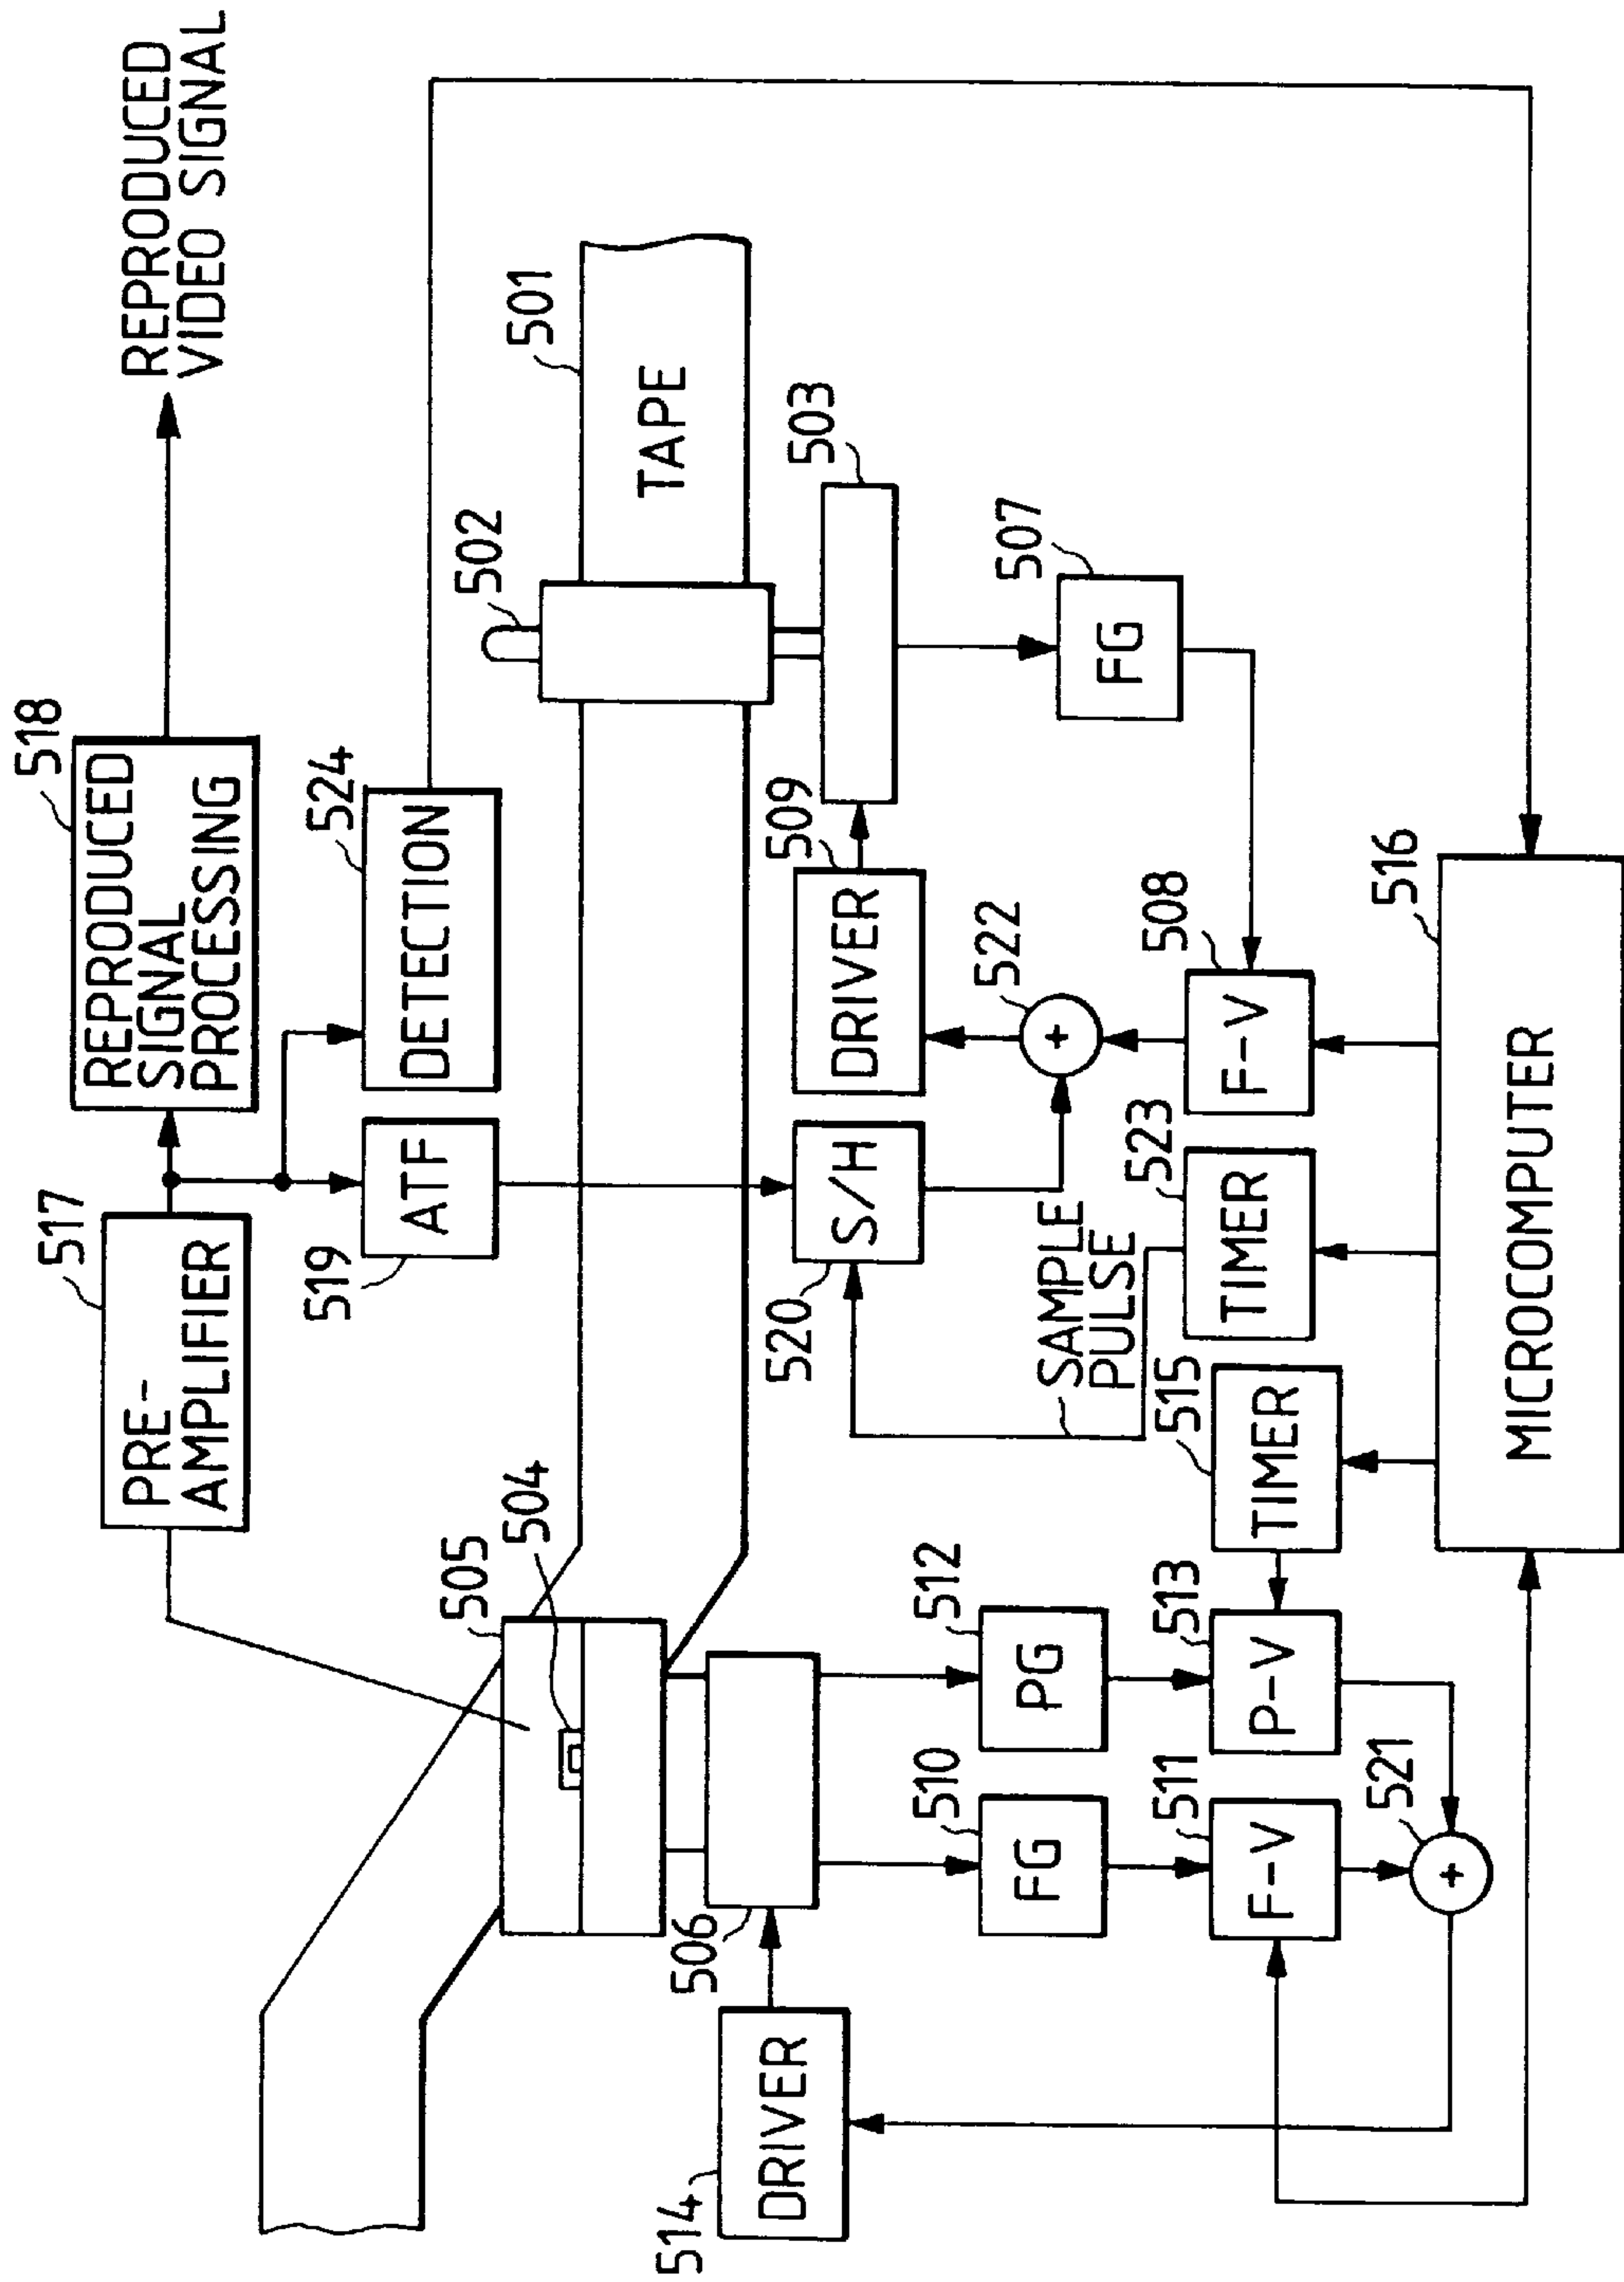 REPRODUCED
VIDEO SIGNAL
518
REPRODUCED
SIGNAL
PROCESSING
517
PRE-
AMPLIFIER
524
DETECTION
519
ATF
501
TAPE
502
503
505
504
506
509
DRIVER
520
S/H
507
FG
522
+
SAMPLE
PULSE
514
DRIVER
510
FG
512
PG
511
F-V
513
P-V
515
TIMER
523
TIMER
508
F-V
521
+
516
MICROCOMPUTER